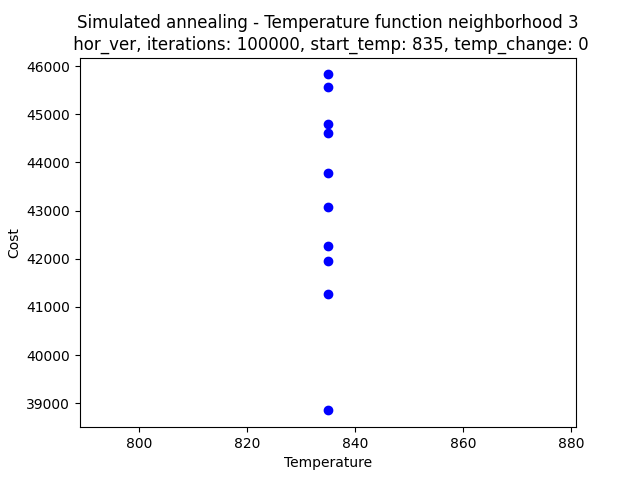 Simulated annealing - Temperature function neighborhood 3
hor_ver, iterations: 100000, start_temp: 835, temp_change: 0
46000
45000
44000
43000
42000
41000
40000
39000
Cost
800 820 840 860 880
Temperature